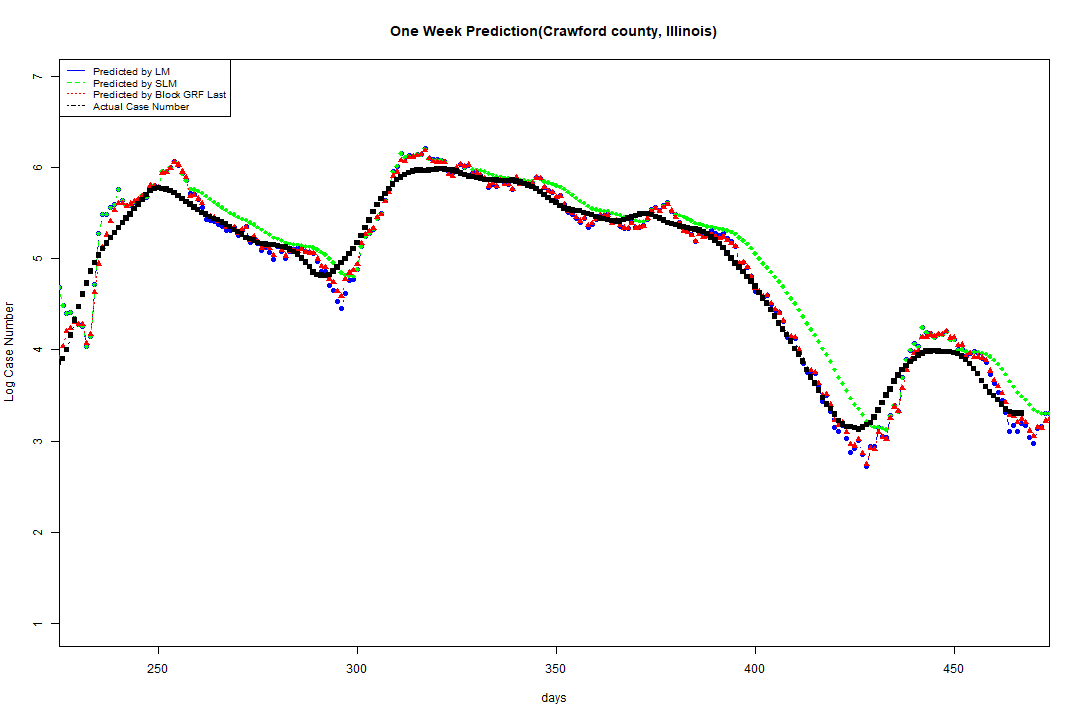 One Week Prediction(Crawford county, Illinois)
Predicted by LM
Predicted by SLM
Predicted by Block GRF Last
Actual Case Number
7
6
5
4
3
2
1
Log Case Number
250 300 350 400 450
days